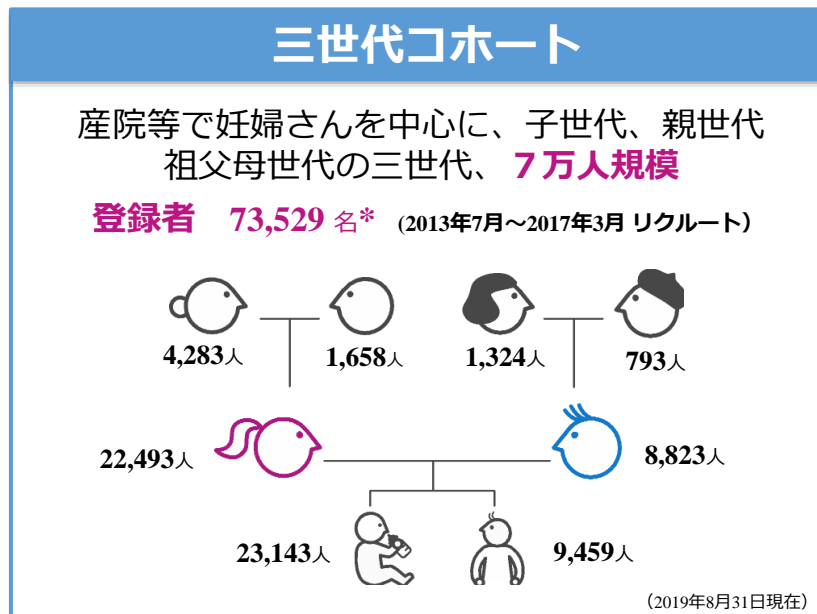 三世代コホート
産院等で妊婦さんを中心に、子世代、親世代
祖父母世代の三世代、７万人規模
登録者　73,529 名* (2013年7月～2017年3月 リクルート）
4,283人 1,658人 1,324人 793人
22,493人 8,823人
23,143人 9,459人
（2019年8月31日現在）